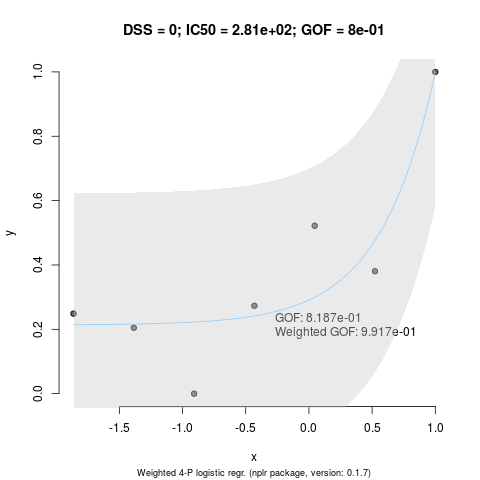 DSS = 0; IC50 = 2.81e+02; GOF = 8e-01
1.0
0.8
0.6
y
0.4
GOF: 8.187e-01
Weighted GOF: 9.917e-01
0.2
0.0
-1.5 -1.0 -0.5 0.0 0.5 1.0
x
Weighted 4-P logistic regr. (nplr package, version: 0.1.7)